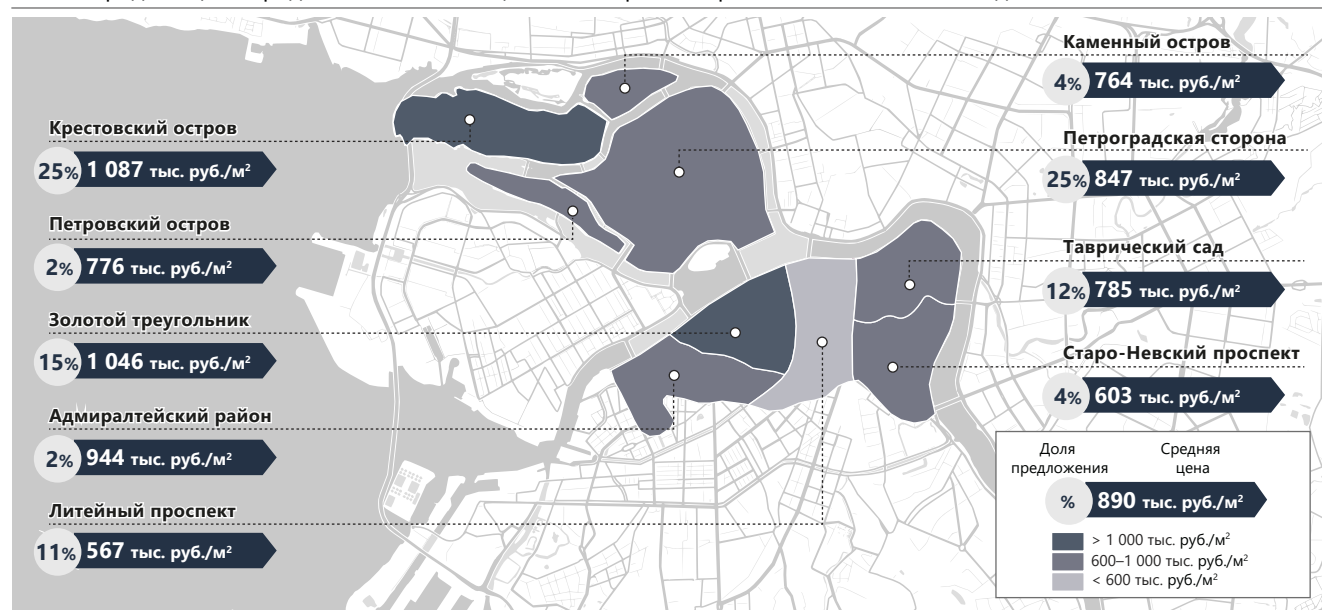 Крестовский остров
25% 1 087 тыс. руб./м²
Петровский остров
2% 776 тыс. руб./м²
Золотой треугольник
15% 1 046 тыс. руб./м²
Адмиралтейский район
2% 944 тыс. руб./м²
Литейный проспект
11% 567 тыс. руб./м²
Каменный остров
4% 764 тыс. руб./м²
Петроградская сторона
25% 847 тыс. руб./м²
Таврический сад
12% 785 тыс. руб./м²
Старо-Невский проспект
4% 603 тыс. руб./м²
Доля предложения
Средняя цена
% 890 тыс. руб./м²
> 1 000 тыс. руб./м²
600–1 000 тыс. руб./м²
< 600 тыс. руб./м²